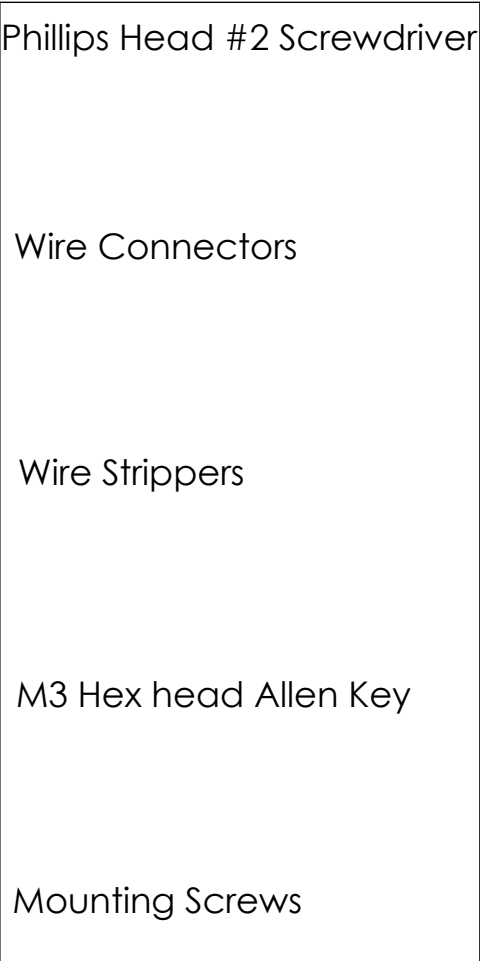 Phillips Head #2 Screwdriver
Wire Connectors
Wire Strippers
M3 Hex head Allen Key
Mounting Screws